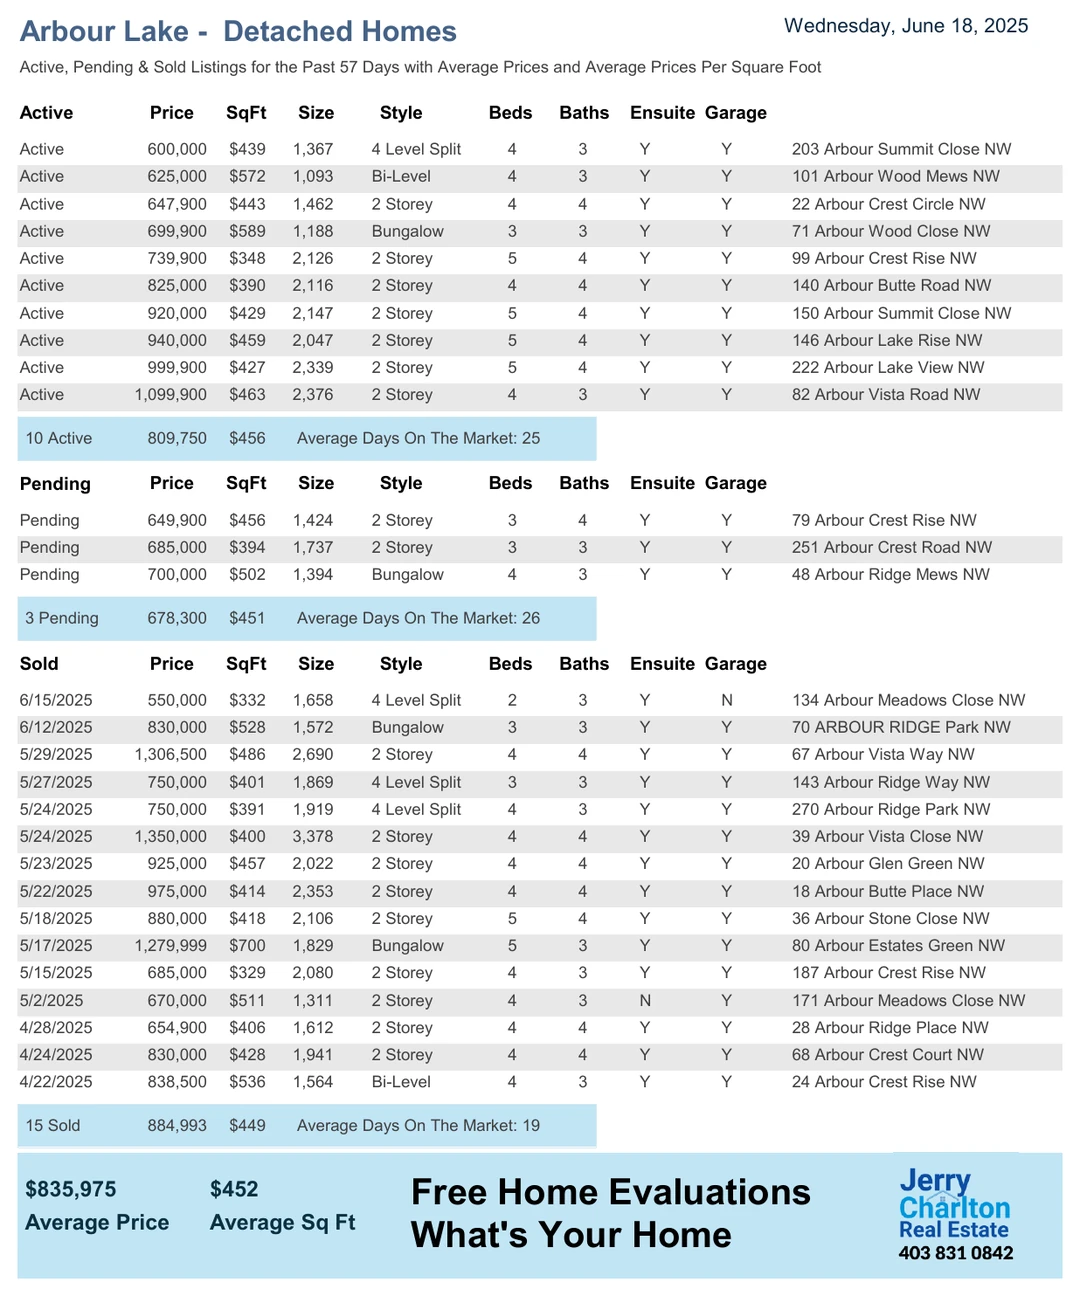 Arbour Lake - Detached Homes
Wednesday, June 18, 2025
Active, Pending & Sold Listings for the Past 57 Days with Average Prices and Average Prices Per Square Foot
Active Price SqFt Size Style Beds Baths Ensuite Garage
Active 600,000 $439 1,367 4 Level Split 4 3 Y Y 203 Arbour Summit Close NW
Active 625,000 $572 1,093 Bi-Level 4 3 Y Y 101 Arbour Wood Mews NW
Active 647,900 $443 1,462 2 Storey 4 4 Y Y 22 Arbour Crest Circle NW
Active 699,900 $589 1,188 Bungalow 3 3 Y Y 71 Arbour Wood Close NW
Active 739,900 $348 2,126 2 Storey 5 4 Y Y 99 Arbour Crest Rise NW
Active 825,000 $390 2,116 2 Storey 4 4 Y Y 140 Arbour Butte Road NW
Active 920,000 $429 2,147 2 Storey 5 4 Y Y 150 Arbour Summit Close NW
Active 940,000 $459 2,047 2 Storey 5 4 Y Y 146 Arbour Lake Rise NW
Active 999,900 $427 2,339 2 Storey 5 4 Y Y 222 Arbour Lake View NW
Active 1,099,900 $463 2,376 2 Storey 4 3 Y Y 82 Arbour Vista Road NW
10 Active 809,750 $456 Average Days On The Market: 25
Pending Price SqFt Size Style Beds Baths Ensuite Garage
Pending 649,900 $456 1,424 2 Storey 3 4 Y Y 79 Arbour Crest Rise NW
Pending 685,000 $394 1,737 2 Storey 3 3 Y Y 251 Arbour Crest Road NW
Pending 700,000 $502 1,394 Bungalow 4 3 Y Y 48 Arbour Ridge Mews NW
3 Pending 678,300 $451 Average Days On The Market: 26
Sold Price SqFt Size Style Beds Baths Ensuite Garage
6/15/2025 550,000 $332 1,658 4 Level Split 2 3 Y N 134 Arbour Meadows Close NW
6/12/2025 830,000 $528 1,572 Bungalow 3 3 Y Y 70 ARBOUR RIDGE Park NW
5/29/2025 1,306,500 $486 2,690 2 Storey 4 4 Y Y 67 Arbour Vista Way NW
5/27/2025 750,000 $401 1,869 4 Level Split 3 3 Y Y 143 Arbour Ridge Way NW
5/24/2025 750,000 $391 1,919 4 Level Split 4 3 Y Y 270 Arbour Ridge Park NW
5/24/2025 1,350,000 $400 3,378 2 Storey 4 4 Y Y 39 Arbour Vista Close NW
5/23/2025 925,000 $457 2,022 2 Storey 4 4 Y Y 20 Arbour Glen Green NW
5/22/2025 975,000 $414 2,353 2 Storey 4 4 Y Y 18 Arbour Butte Place NW
5/18/2025 880,000 $418 2,106 2 Storey 5 4 Y Y 36 Arbour Stone Close NW
5/17/2025 1,279,999 $700 1,829 Bungalow 5 3 Y Y 80 Arbour Estates Green NW
5/15/2025 685,000 $329 2,080 2 Storey 4 3 Y Y 187 Arbour Crest Rise NW
5/2/2025 670,000 $511 1,311 2 Storey 4 3 N Y 171 Arbour Meadows Close NW
4/28/2025 654,900 $406 1,612 2 Storey 4 4 Y Y 28 Arbour Ridge Place NW
4/24/2025 830,000 $428 1,941 2 Storey 4 4 Y Y 68 Arbour Crest Court NW
4/22/2025 838,500 $536 1,564 Bi-Level 4 3 Y Y 24 Arbour Crest Rise NW
15 Sold 884,993 $449 Average Days On The Market: 19
$835,975 $452
Average Price Average Sq Ft
Free Home Evaluations
What's Your Home
Jerry
Charlton
Real Estate
403 831 0842